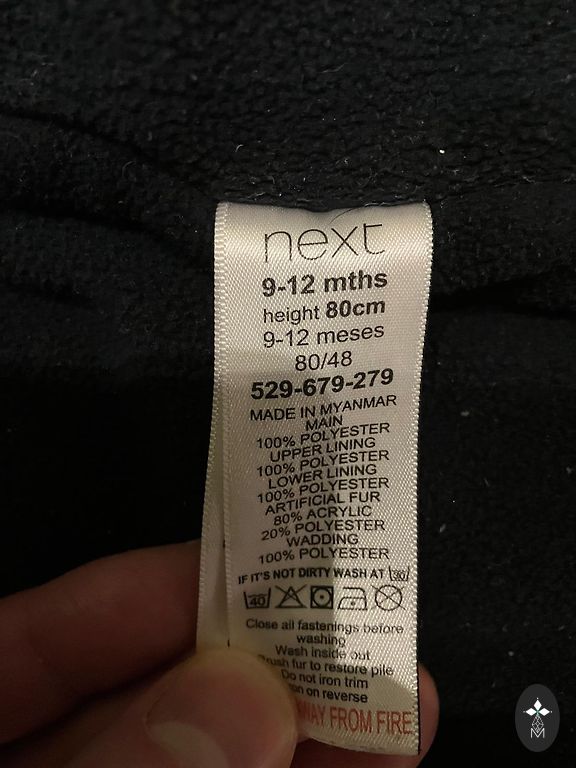 next
9-12 mths
height 80cm
9-12 meses
80/48
529-679-279
MADE IN MYANMAR
MAIN
100% POLYESTER
UPPER LINING
100% POLYESTER
LOWER LINING
100% POLYESTER
ARTIFICIAL FUR
80% ACRYLIC
20% POLYESTER
WADDING
100% POLYESTER
IF IT'S NOT DIRTY WASH AT 30
40
Close all fastenings before
washing
Wash inside out
fur to restore pile
Do not iron trim
on reverse
FROM FIRE
M